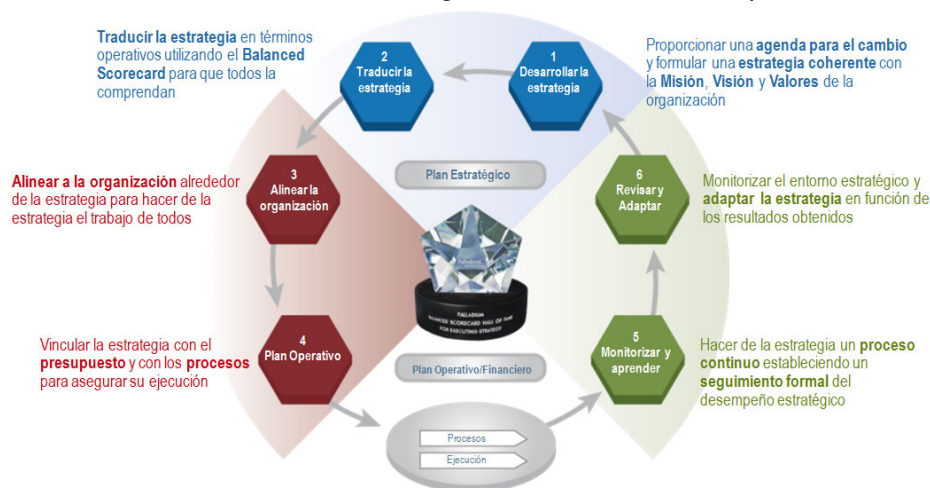 Traducir la estrategia en términos
operativos utilizando el Balanced
Scorecard para que todos la
comprendan
2
Traducir la
estrategia
1
Desarrollar la
estrategia
Proporcionar una agenda para el cambio
y formular una estrategia coherente con
la Misión, Visión y Valores de la
organización
Alinear a la organización alrededor
de la estrategia para hacer de la
estrategia el trabajo de todos
3
Alinear la
organización
Plan Estratégico
6
Revisar y
Adaptar
Monitorizar el entorno estratégico y
adaptar la estrategia en función de
los resultados obtenidos
Palladium
PALLADIUM
BALANCED SCORECARD HALL OF FAME
FOR EXECUTING STRATEGY
Vincular la estrategia con el
presupuesto y con los procesos
para asegurar su ejecución
4
Plan Operativo
Plan Operativo/Financiero
5
Monitorizar y
aprender
Hacer de la estrategia un proceso
continuo estableciendo un
seguimiento formal del
desempeño estratégico
Procesos
Ejecución